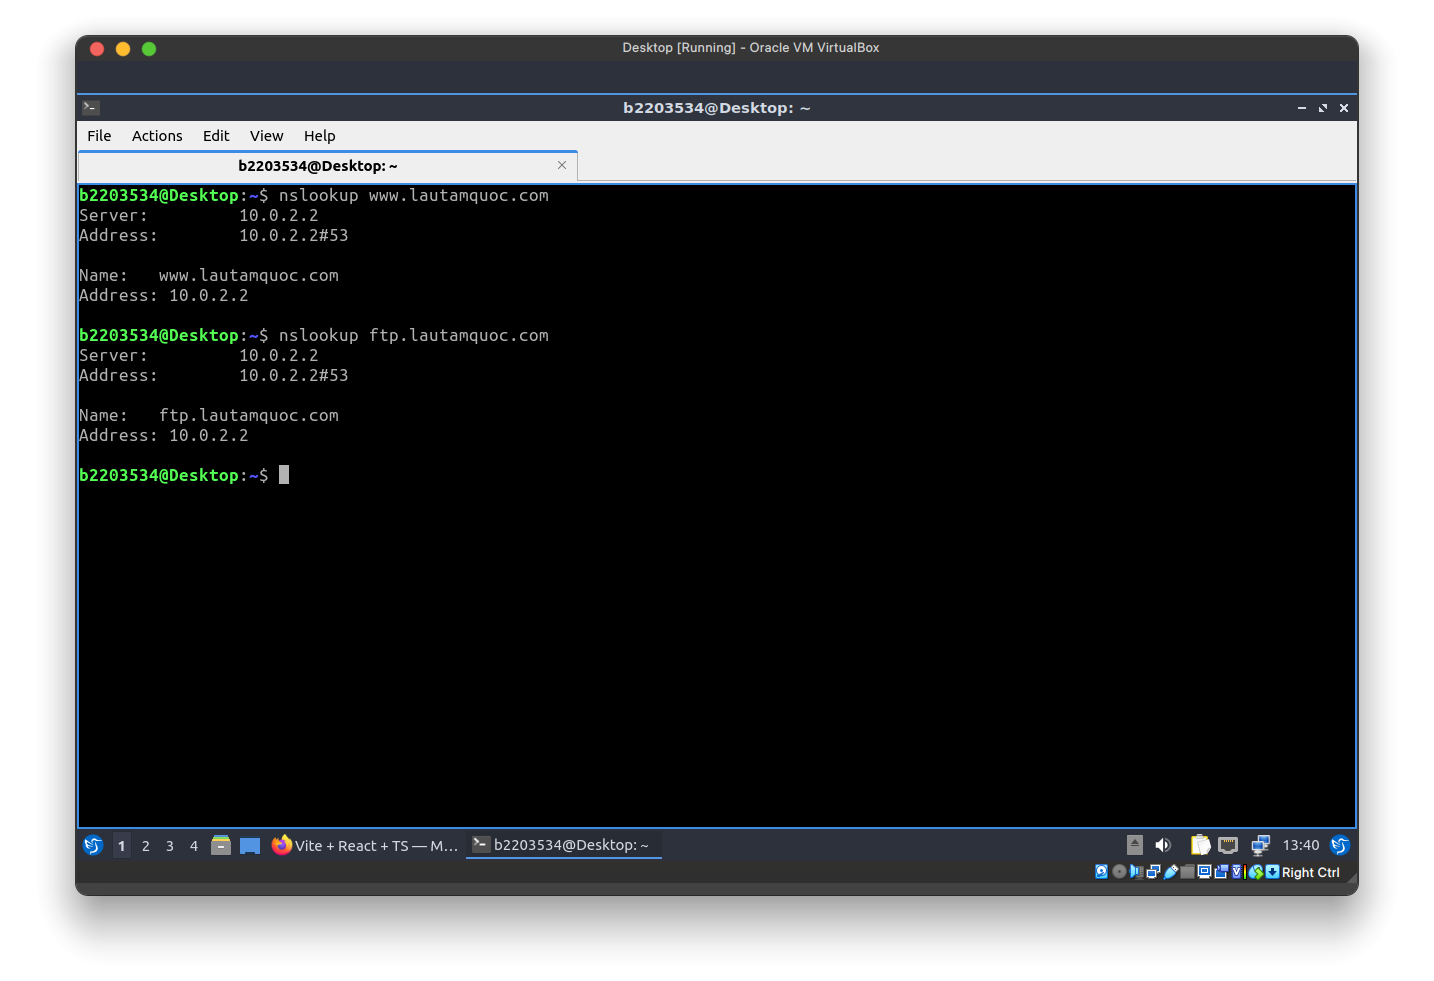 Desktop [Running] - Oracle VM VirtualBox
b2203534@Desktop: ~
File Actions Edit View Help
b2203534@Desktop: ~
b2203534@Desktop:~$ nslookup www.lautamquoc.com
Server: 10.0.2.2
Address: 10.0.2.2#53
Name: www.lautamquoc.com
Address: 10.0.2.2
b2203534@Desktop:~$ nslookup ftp.lautamquoc.com
Server: 10.0.2.2
Address: 10.0.2.2#53
Name: ftp.lautamquoc.com
Address: 10.0.2.2
b2203534@Desktop:~$
1 2 3 4 Vite + React + TS — M... b2203534@Desktop: ~ 13:40
Right Ctrl